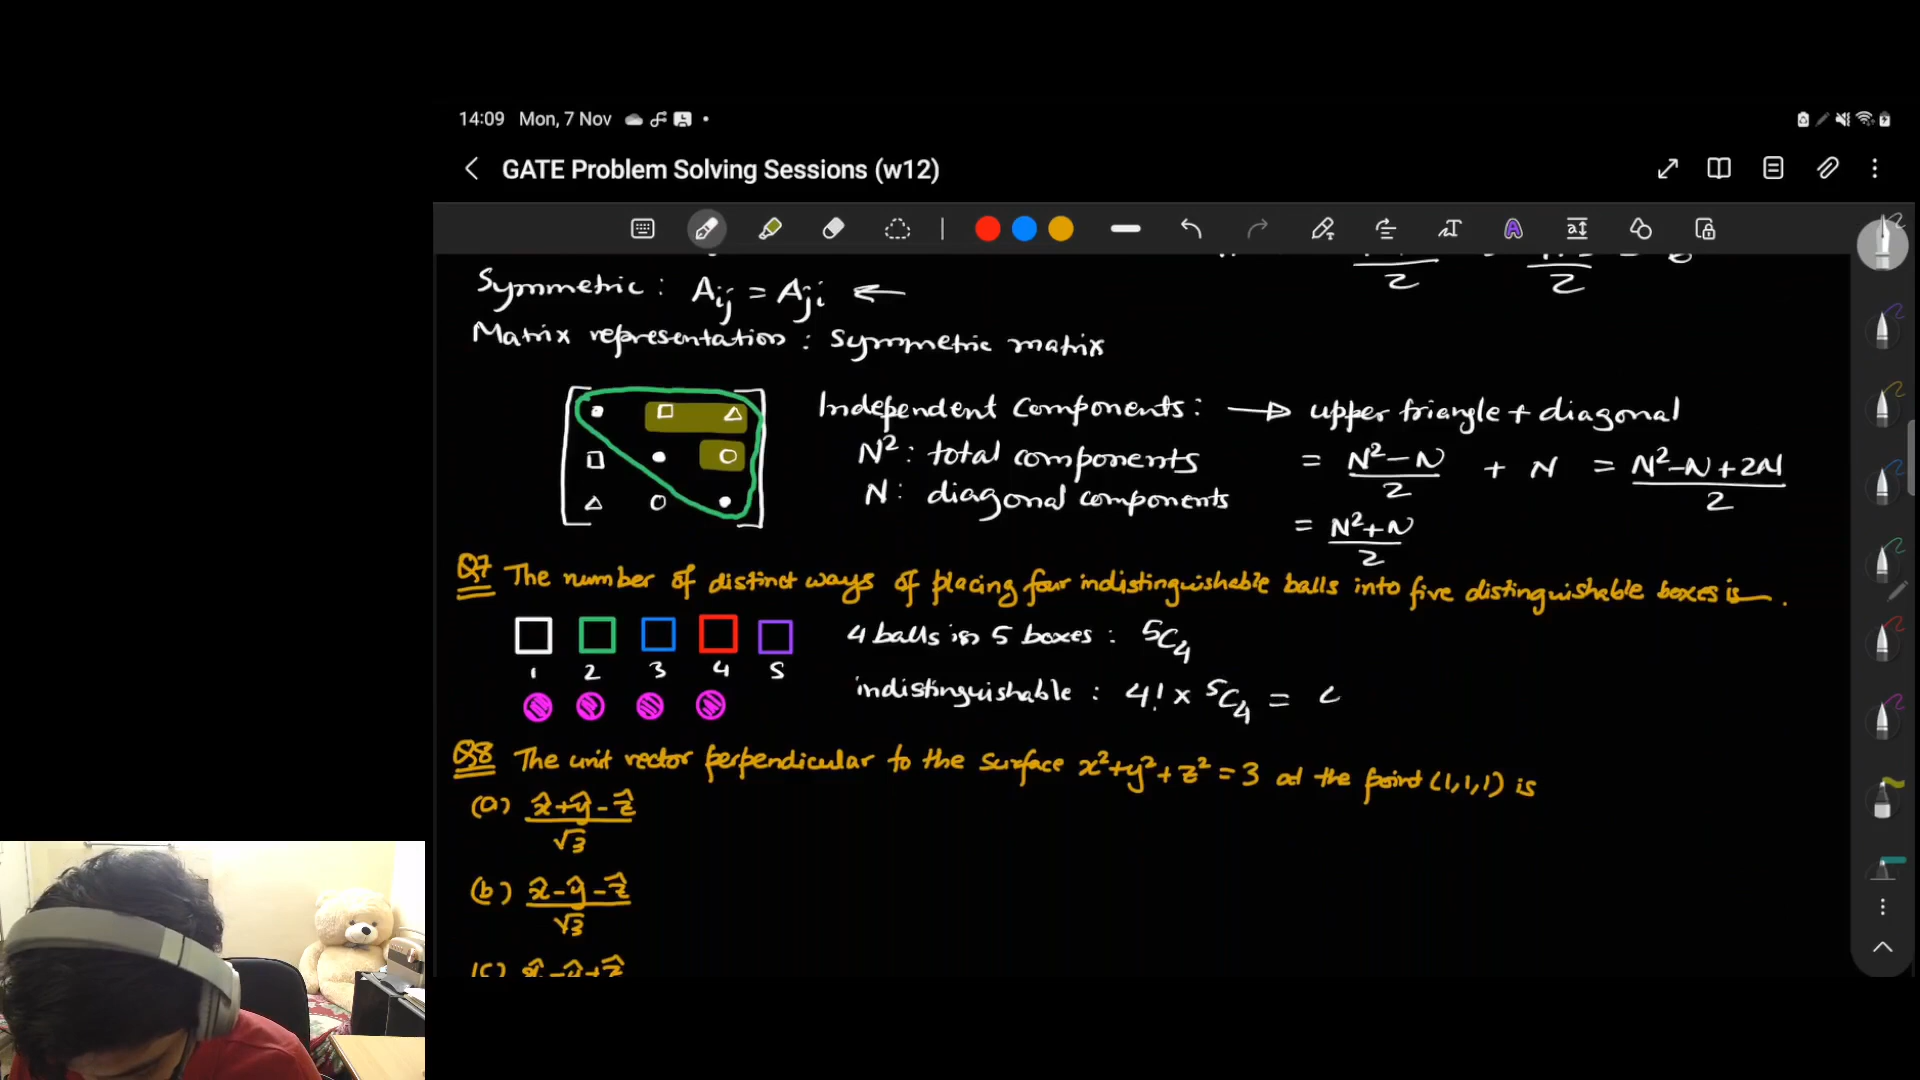 14:09 Mon, 7 Nov
GATE Problem Solving Sessions (w12)
Symmetric : Aij = Aji ←
Matrix representation : symmetric matrix
Independent Components : → upper triangle + diagonal
N² : total components = N²-N/2 + N = N²-N+2N/2
N : diagonal components = N²+N/2
Q7 The number of distinct ways of placing four indistinguishable balls into five distinguishable boxes is — .
4 balls in 5 boxes : ⁵C₄
1 2 3 4 5
indistinguishable : 4! × ⁵C₄ =
Q8 The unit vector perpendicular to the surface x²+y²+z² = 3 at the point (1,1,1) is
(a) x̂+ŷ-ẑ/√3
(b) x̂-ŷ-ẑ/√3
(c) x̂-ŷ+ẑ